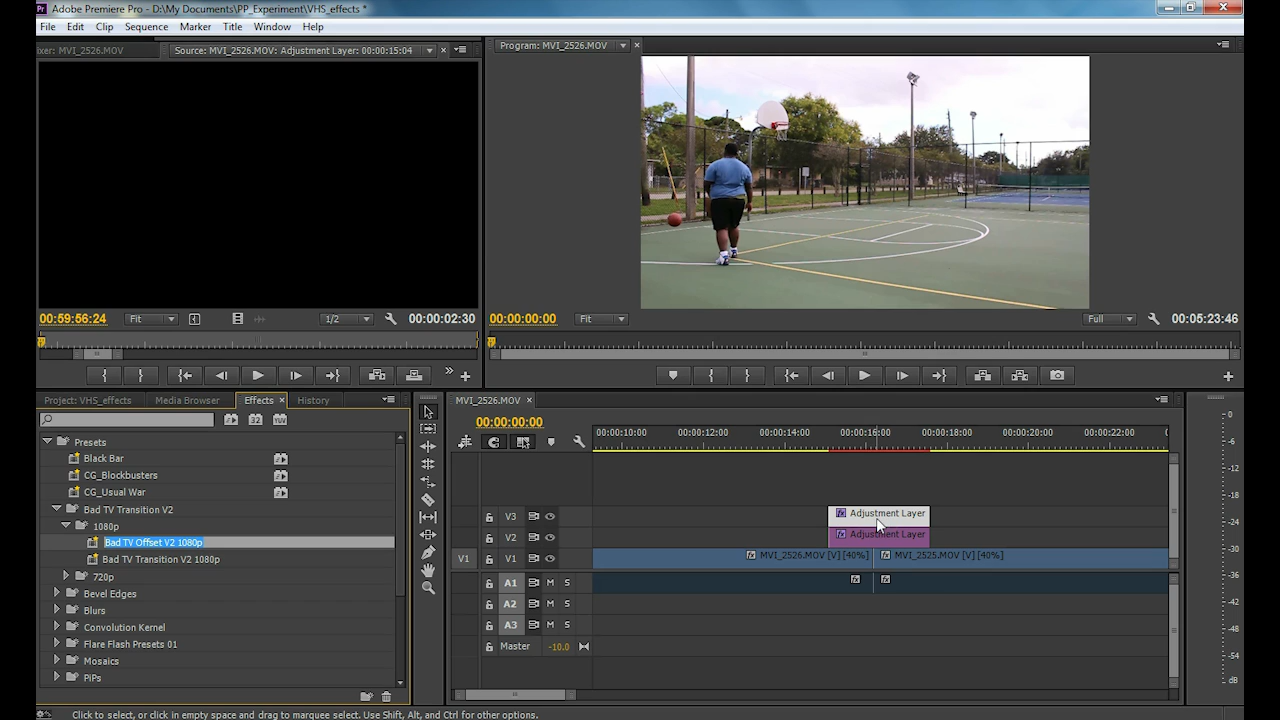 Adobe Premiere Pro - D:\My Documents\PP_Experiment\VHS_effects *
File Edit Clip Sequence Marker Title Window Help
ixer: MVI_2526.MOV Source: MVI_2526.MOV: Adjustment Layer: 00:00:15:04
Program: MVI_2526.MOV
00:59:56:24 Fit 1/2 00:00:02:30
00:00:00:00 Fit Full 00:05:23:46
Project: VHS_effects Media Browser Effects History
32 YUV
Presets
Black Bar
CG_Blockbusters
CG_Usual War
Bad TV Transition V2
1080p
Bad TV Offset V2 1080p
Bad TV Transition V2 1080p
720p
Bevel Edges
Blurs
Convolution Kernel
Flare Flash Presets 01
Mosaics
PiPs
MVI_2526.MOV
00:00:00:00
00:00:10:00 00:00:12:00 00:00:14:00 00:00:16:00 00:00:18:00 00:00:20:00 00:00:22:00
V3 Adjustment Layer
V2 Adjustment Layer
V1 V1 MVI_2526.MOV [V] [40%] MVI_2525.MOV [V] [40%]
A1 M S
A2 M S
A3 M S
Master -10.0
0
-6
-12
-18
-24
-30
-36
-42
-48
-54
dB
Click to select, or click in empty space and drag to marquee select. Use Shift, Alt, and Ctrl for other options.